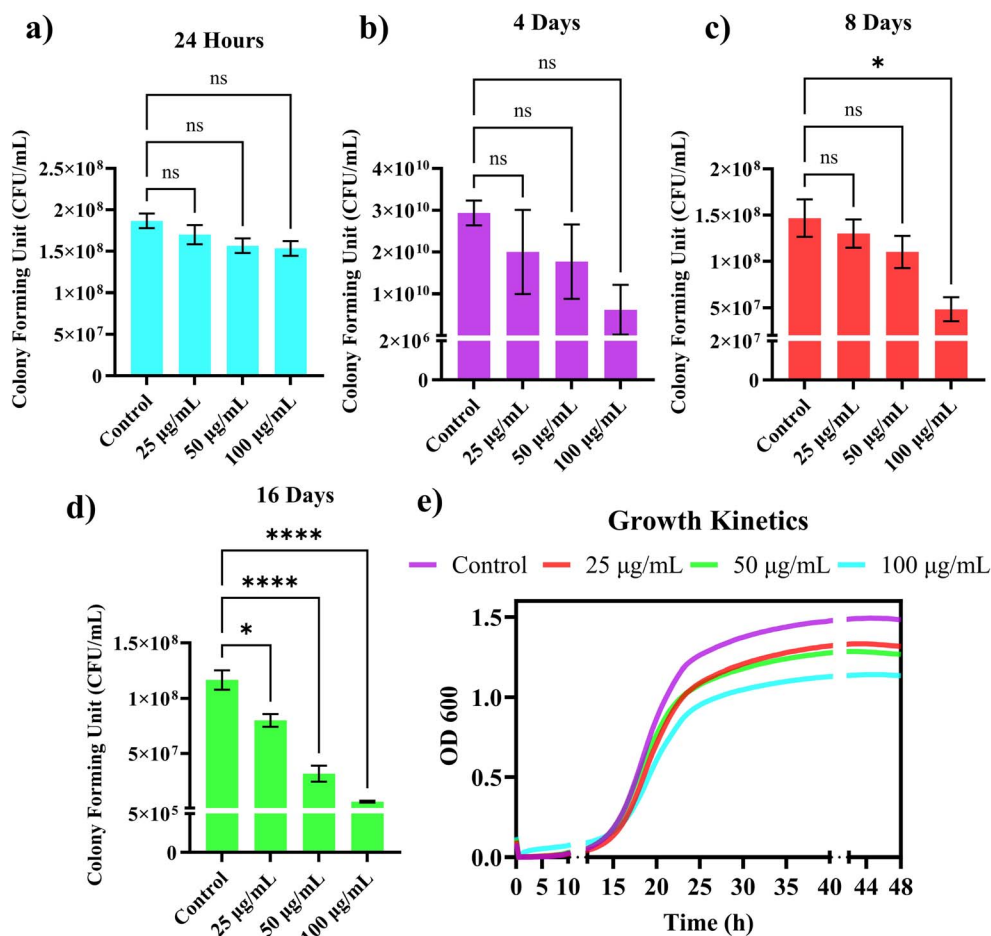 a)
24 Hours
ns
ns
ns
Colony Forming Unit (CFU/mL)
2.5×10⁸
2×10⁸
1.5×10⁸
1×10⁸
5×10⁷
0
Control
25 μg/mL
50 μg/mL
100 μg/mL
b)
4 Days
ns
ns
ns
Colony Forming Unit (CFU/mL)
4×10¹⁰
3×10¹⁰
2×10¹⁰
1×10¹⁰
2×10⁶
0
Control
25 μg/mL
50 μg/mL
100 μg/mL
c)
8 Days
*
ns
ns
Colony Forming Unit (CFU/mL)
2×10⁸
1.5×10⁸
1×10⁸
5×10⁷
2×10⁷
0
Control
25 μg/mL
50 μg/mL
100 μg/mL
d)
16 Days
****
****
*
Colony Forming Unit (CFU/mL)
1.5×10⁸
1×10⁸
5×10⁷
5×10⁵
0
Control
25 μg/mL
50 μg/mL
100 μg/mL
e)
Growth Kinetics
Control 25 μg/mL 50 μg/mL 100 μg/mL
OD 600
1.5
1.0
0.5
0.0
0 5 10 15 20 25 30 35 40 44 48
Time (h)